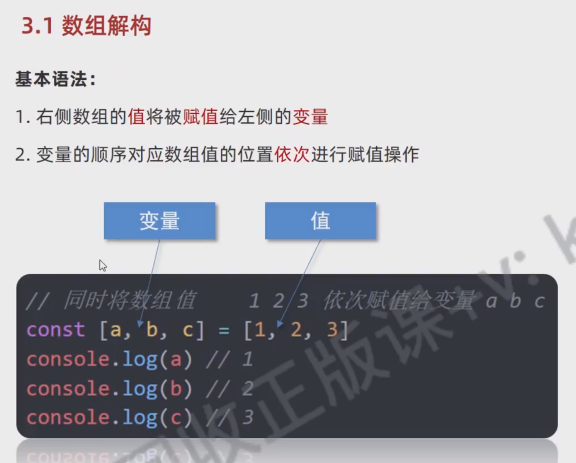 3.1 数组解构
基本语法：
1. 右侧数组的值将被赋值给左侧的变量
2. 变量的顺序对应数组值的位置依次进行赋值操作
变量
值
// 同时将数组值 1 2 3 依次赋值给变量 a b c
const [a, b, c] = [1, 2, 3]
console.log(a) // 1
console.log(b) // 2
console.log(c) // 3
收正版课+v: k